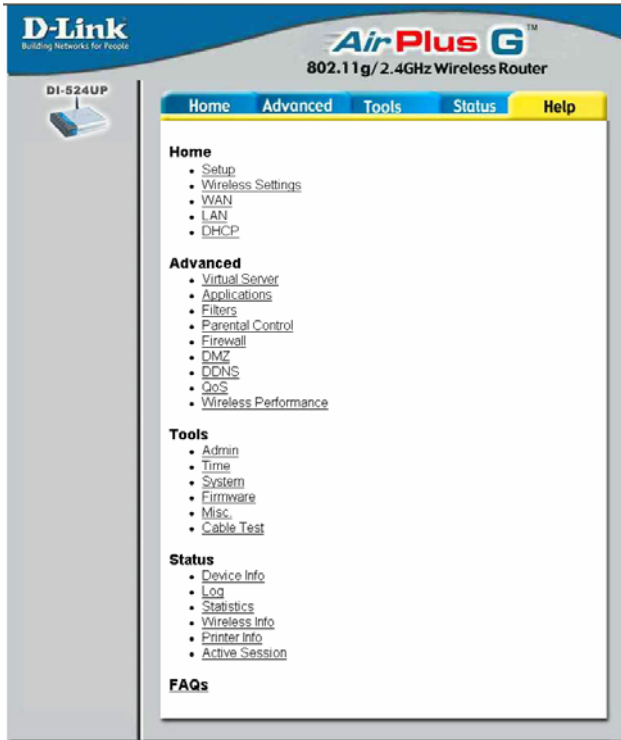 D-Link
Building Networks for People
Air Plus G™
802.11g/2.4GHz Wireless Router
DI-524UP
Home Advanced Tools Status Help
Home
• Setup
• Wireless Settings
• WAN
• LAN
• DHCP
Advanced
• Virtual Server
• Applications
• Filters
• Parental Control
• Firewall
• DMZ
• DDNS
• QoS
• Wireless Performance
Tools
• Admin
• Time
• System
• Firmware
• Misc.
• Cable Test
Status
• Device Info
• Log
• Statistics
• Wireless Info
• Printer Info
• Active Session
FAQs